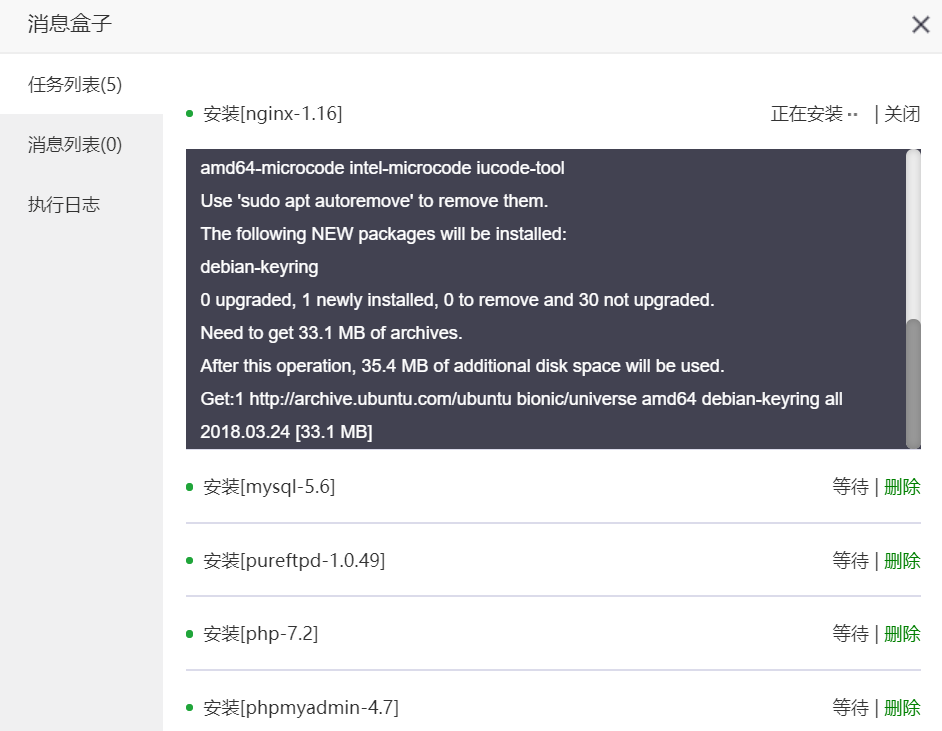 消息盒子
任务列表(5)
消息列表(0)
执行日志
安装[nginx-1.16] 正在安装·· | 关闭
amd64-microcode intel-microcode iucode-tool
Use 'sudo apt autoremove' to remove them.
The following NEW packages will be installed:
debian-keyring
0 upgraded, 1 newly installed, 0 to remove and 30 not upgraded.
Need to get 33.1 MB of archives.
After this operation, 35.4 MB of additional disk space will be used.
Get:1 http://archive.ubuntu.com/ubuntu bionic/universe amd64 debian-keyring all
2018.03.24 [33.1 MB]
安装[mysql-5.6] 等待 | 删除
安装[pureftpd-1.0.49] 等待 | 删除
安装[php-7.2] 等待 | 删除
安装[phpmyadmin-4.7] 等待 | 删除